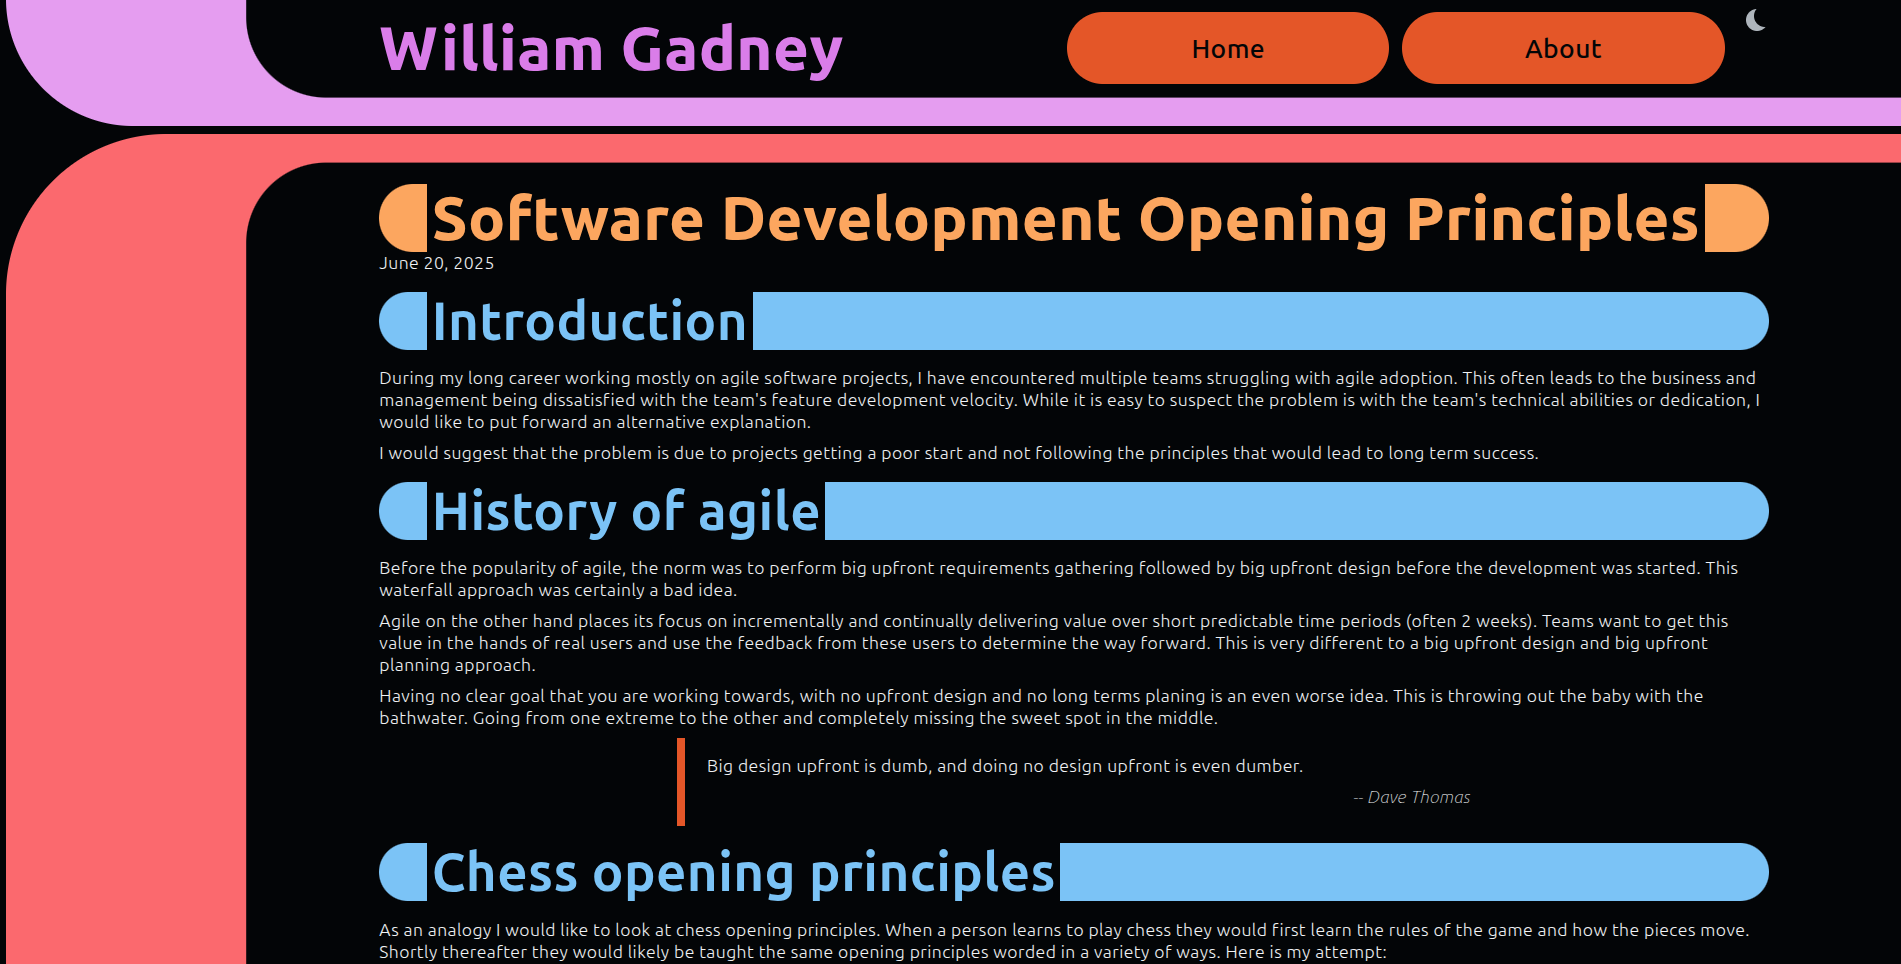 William Gadney
Home
About
Software Development Opening Principles
June 20, 2025
Introduction
During my long career working mostly on agile software projects, I have encountered multiple teams struggling with agile adoption. This often leads to the business and
management being dissatisfied with the team's feature development velocity. While it is easy to suspect the problem is with the team's technical abilities or dedication, I
would like to put forward an alternative explanation.
I would suggest that the problem is due to projects getting a poor start and not following the principles that would lead to long term success.
History of agile
Before the popularity of agile, the norm was to perform big upfront requirements gathering followed by big upfront design before the development was started. This
waterfall approach was certainly a bad idea.
Agile on the other hand places its focus on incrementally and continually delivering value over short predictable time periods (often 2 weeks). Teams want to get this
value in the hands of real users and use the feedback from these users to determine the way forward. This is very different to a big upfront design and big upfront
planning approach.
Having no clear goal that you are working towards, with no upfront design and no long terms planing is an even worse idea. This is throwing out the baby with the
bathwater. Going from one extreme to the other and completely missing the sweet spot in the middle.
Big design upfront is dumb, and doing no design upfront is even dumber.
-- Dave Thomas
Chess opening principles
As an analogy I would like to look at chess opening principles. When a person learns to play chess they would first learn the rules of the game and how the pieces move.
Shortly thereafter they would likely be taught the same opening principles worded in a variety of ways. Here is my attempt: